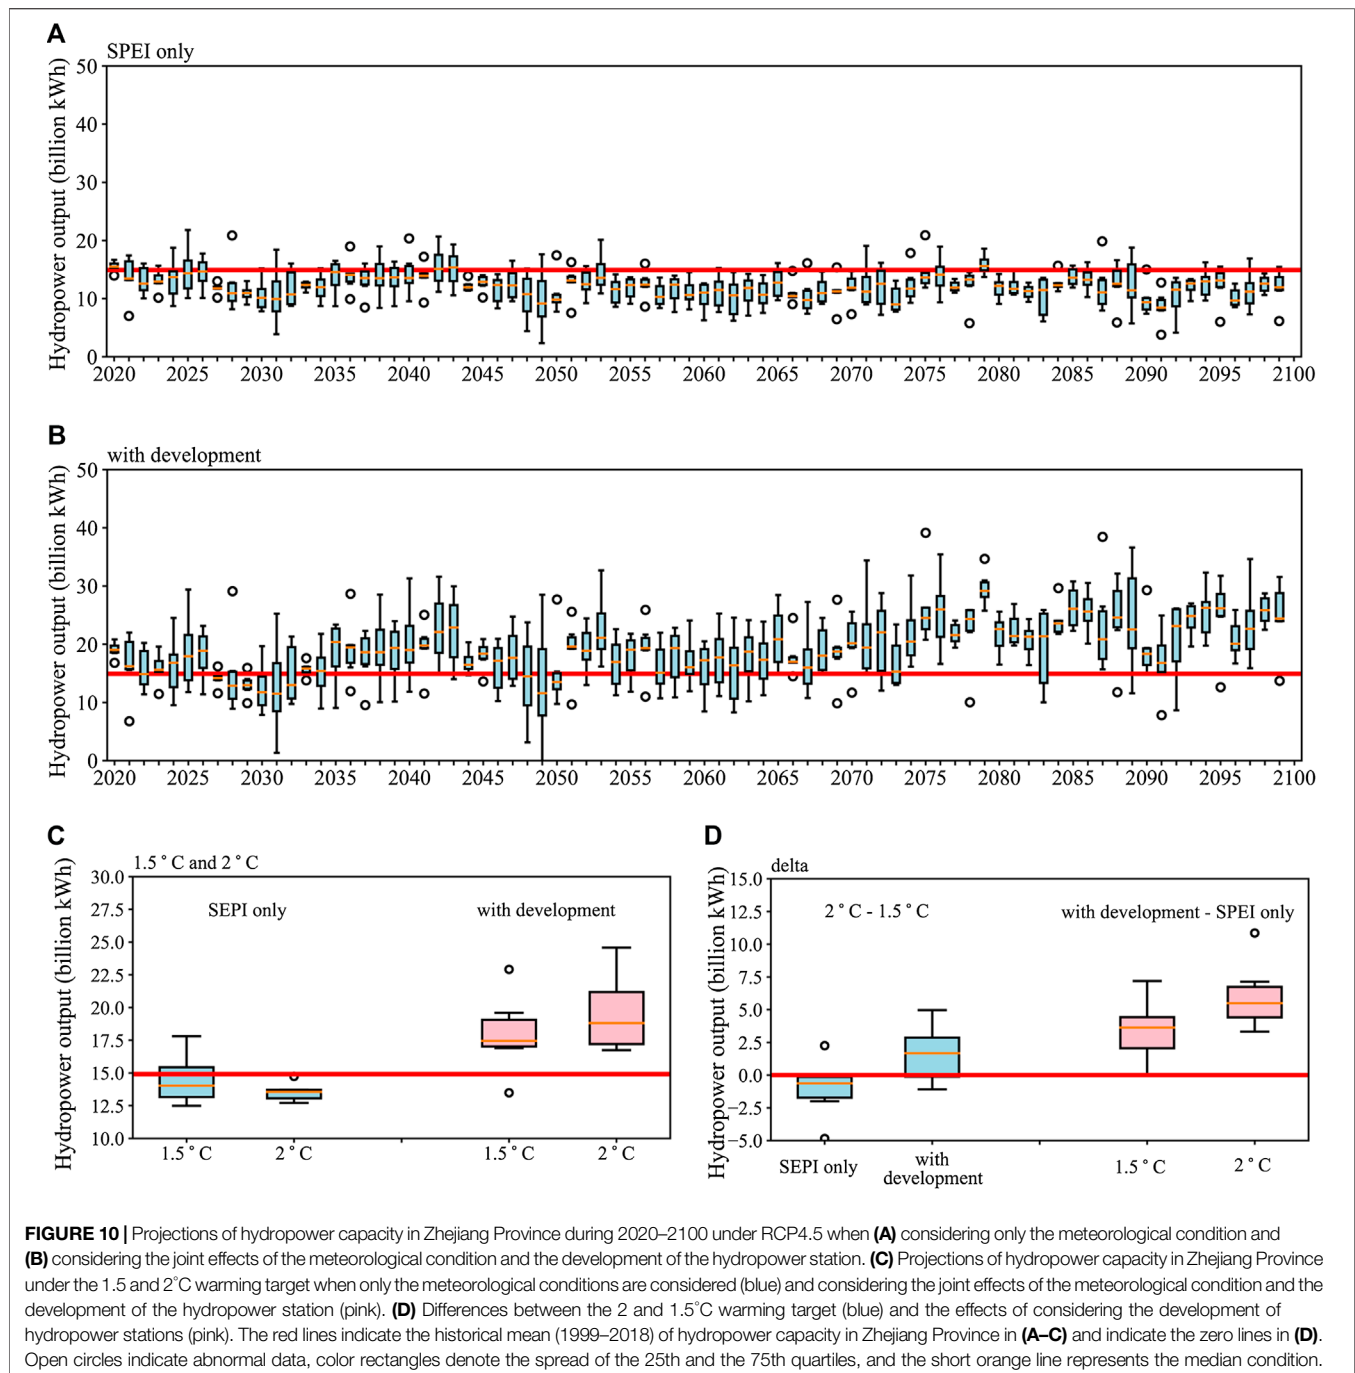 A
SPEI only
Hydropower output (billion kWh)
50
40
30
20
10
0
2020 2025 2030 2035 2040 2045 2050 2055 2060 2065 2070 2075 2080 2085 2090 2095 2100
B
with development
Hydropower output (billion kWh)
50
40
30
20
10
0
2020 2025 2030 2035 2040 2045 2050 2055 2060 2065 2070 2075 2080 2085 2090 2095 2100
C
1.5°C and 2°C
Hydropower output (billion kWh)
30.0
27.5
25.0
22.5
20.0
17.5
15.0
12.5
10.0
SEPI only
with development
1.5°C 2°C 1.5°C 2°C
D
delta
Hydropower output (billion kWh)
15.0
12.5
10.0
7.5
5.0
2.5
0.0
−2.5
−5.0
2°C - 1.5°C
with development - SPEI only
SEPI only
with
development
1.5°C
2°C
FIGURE 10 | Projections of hydropower capacity in Zhejiang Province during 2020–2100 under RCP4.5 when (A) considering only the meteorological condition and
(B) considering the joint effects of the meteorological condition and the development of the hydropower station. (C) Projections of hydropower capacity in Zhejiang Province
under the 1.5 and 2°C warming target when only the meteorological conditions are considered (blue) and considering the joint effects of the meteorological condition and the
development of the hydropower station (pink). (D) Differences between the 2 and 1.5°C warming target (blue) and the effects of considering the development of
hydropower stations (pink). The red lines indicate the historical mean (1999–2018) of hydropower capacity in Zhejiang Province in (A–C) and indicate the zero lines in (D).
Open circles indicate abnormal data, color rectangles denote the spread of the 25th and the 75th quartiles, and the short orange line represents the median condition.